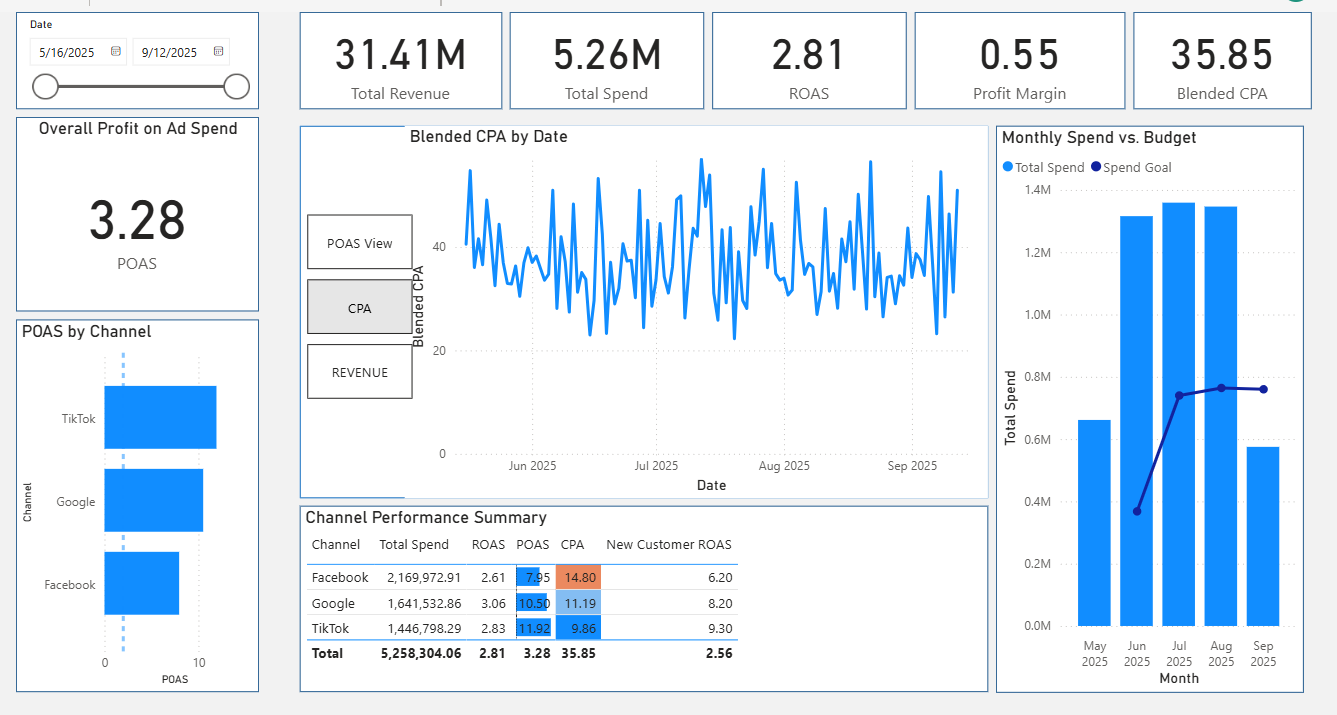 Date
5/16/2025 9/12/2025
31.41M
Total Revenue
5.26M
Total Spend
2.81
ROAS
0.55
Profit Margin
35.85
Blended CPA
Overall Profit on Ad Spend
3.28
POAS
POAS by Channel
Channel
TikTok
Google
Facebook
0 10
POAS
POAS View
CPA
REVENUE
Blended CPA by Date
Blended CPA
40
20
0
Jun 2025 Jul 2025 Aug 2025 Sep 2025
Date
Channel Performance Summary
Channel Total Spend ROAS POAS CPA New Customer ROAS
Facebook 2,169,972.91 2.61 7.95 14.80 6.20
Google 1,641,532.86 3.06 10.50 11.19 8.20
TikTok 1,446,798.29 2.83 11.92 9.86 9.30
Total 5,258,304.06 2.81 3.28 35.85 2.56
Monthly Spend vs. Budget
Total Spend Spend Goal
Total Spend
1.4M
1.2M
1.0M
0.8M
0.6M
0.4M
0.2M
0.0M
May Jun Jul Aug Sep
2025 2025 2025 2025 2025
Month